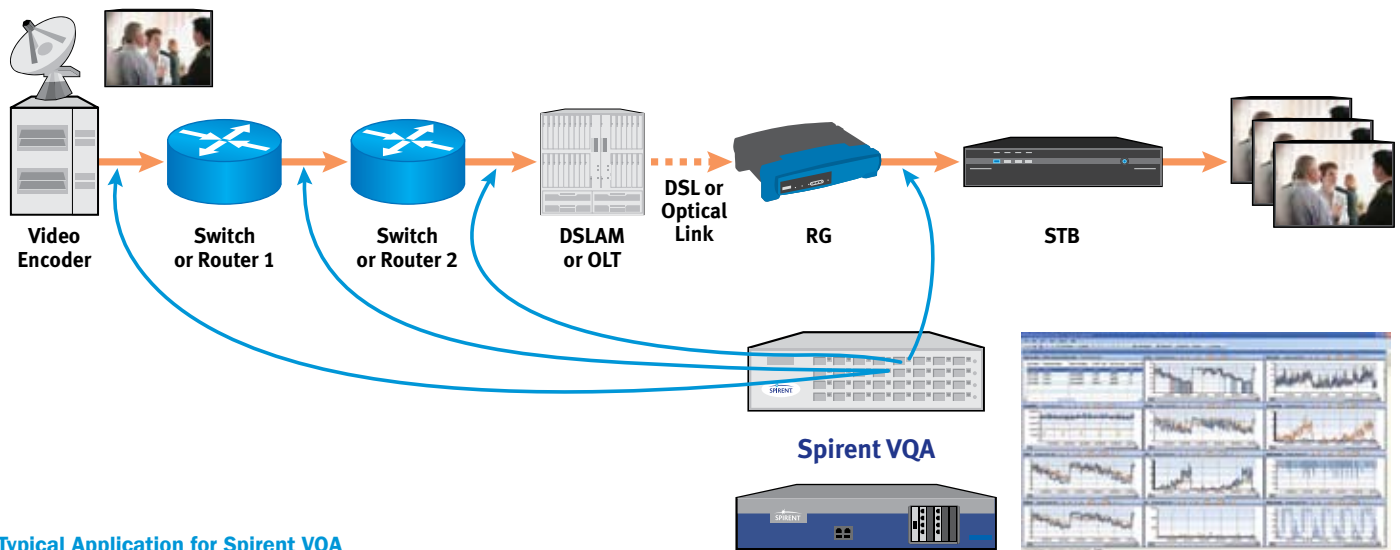 Video
Encoder
Switch
or Router 1
Switch
or Router 2
DSLAM
or OLT
DSL or
Optical
Link
RG
STB
SPIRENT
Spirent VQA
SPIRENT
Typical Application for Spirent VQA